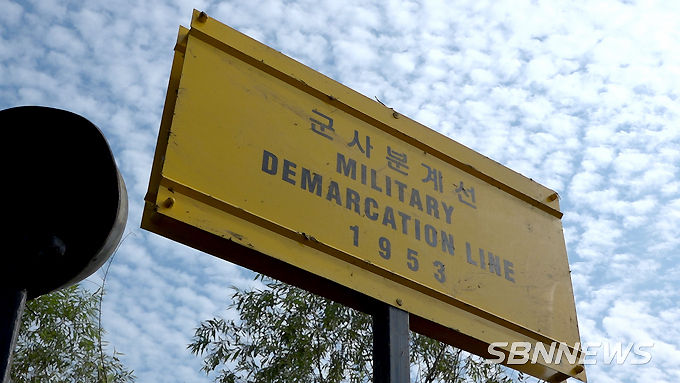 군사분계선
MILITARY
DEMARCATION LINE
1953
SBNNEWS